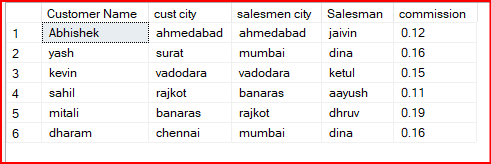 Customer Name cust city salesmen city Salesman commission
1 Abhishek ahmedabad ahmedabad jaivin 0.12
2 yash surat mumbai dina 0.16
3 kevin vadodara vadodara ketul 0.15
4 sahil rajkot banaras aayush 0.11
5 mitali banaras rajkot dhruv 0.19
6 dharam chennai mumbai dina 0.16